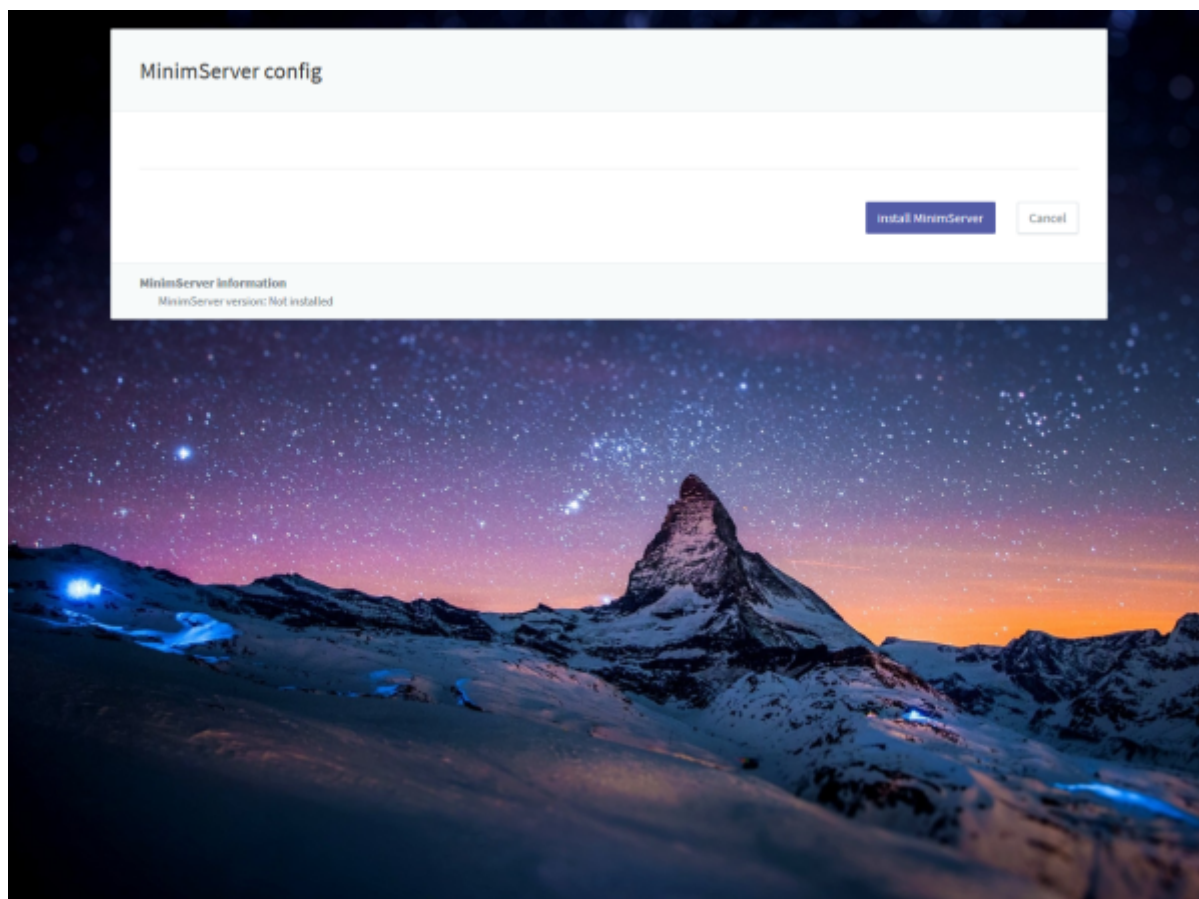 MinimServer config
Install MinimServer
Cancel
MinimServer information
MinimServer version: Not installed